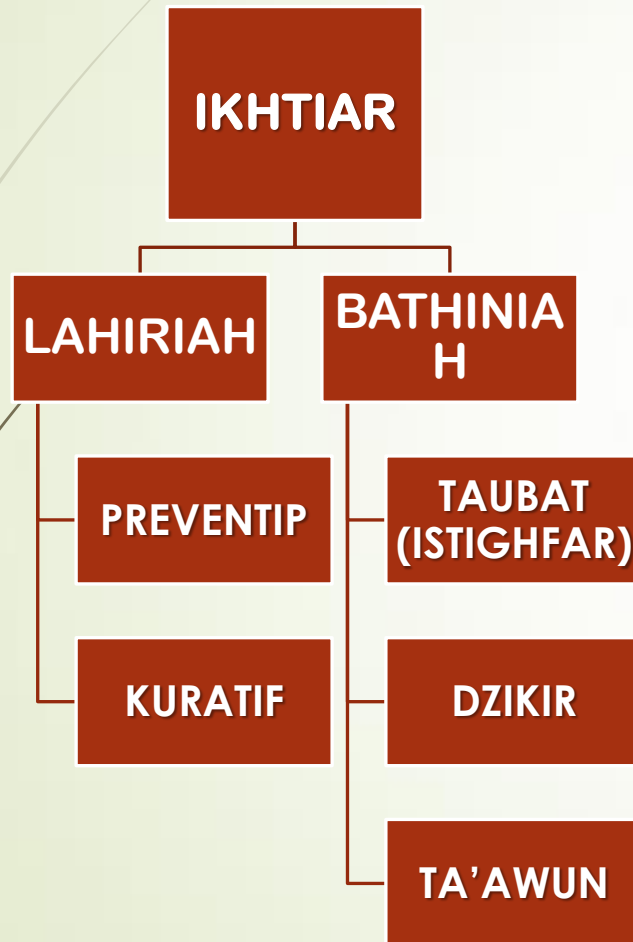 IKHTIAR
LAHIRIAH
BATHINIA
H
PREVENTIP
KURATIF
TAUBAT
(ISTIGHFAR)
DZIKIR
TA’AWUN